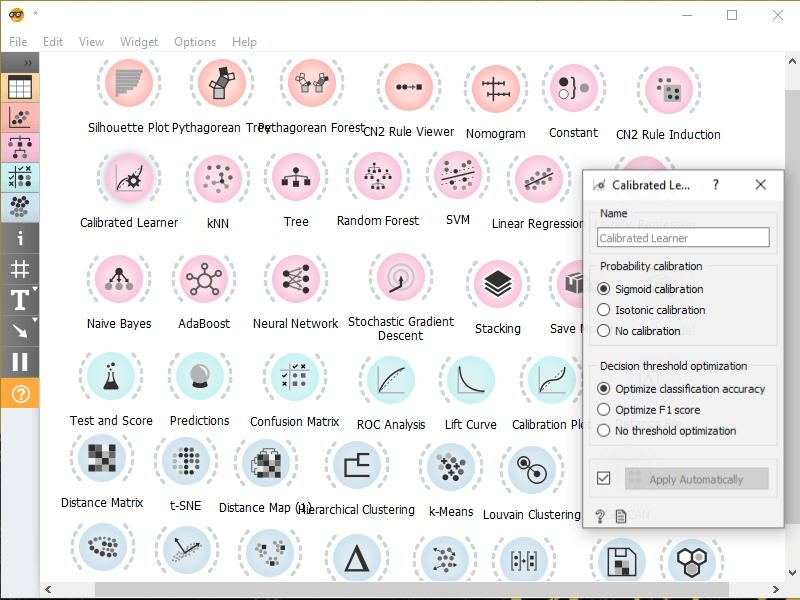 *
File Edit View Widget Options Help
»
Silhouette Plot Pythagorean Tree Pythagorean Forest CN2 Rule Viewer Nomogram Constant CN2 Rule Induction
Calibrated Learner kNN Tree Random Forest SVM Linear Regression
Naive Bayes AdaBoost Neural Network Stochastic Gradient
Descent Stacking Save Mo
Test and Score Predictions Confusion Matrix ROC Analysis Lift Curve Calibration Plo
Distance Matrix t-SNE Distance Map (1) Hierarchical Clustering k-Means Louvain Clustering
Calibrated Le... ?
Name
Calibrated Learner
Probability calibration
Sigmoid calibration
Isotonic calibration
No calibration
Decision threshold optimization
Optimize classification accuracy
Optimize F1 score
No threshold optimization
Apply Automatically
?